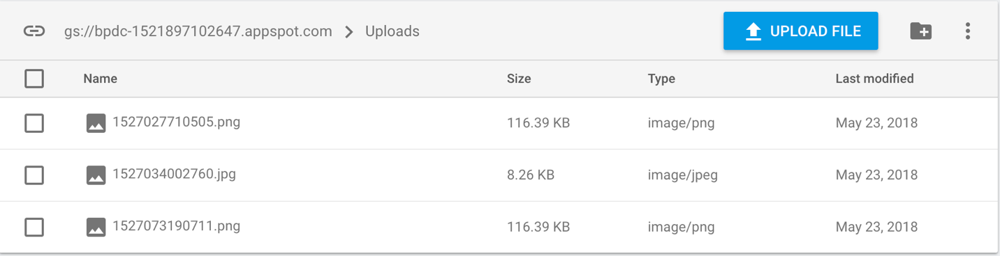 gs://bpdc-1521897102647.appspot.com > Uploads UPLOAD FILE
Name Size Type Last modified
1527027710505.png 116.39 KB image/png May 23, 2018
1527034002760.jpg 8.26 KB image/jpeg May 23, 2018
1527073190711.png 116.39 KB image/png May 23, 2018